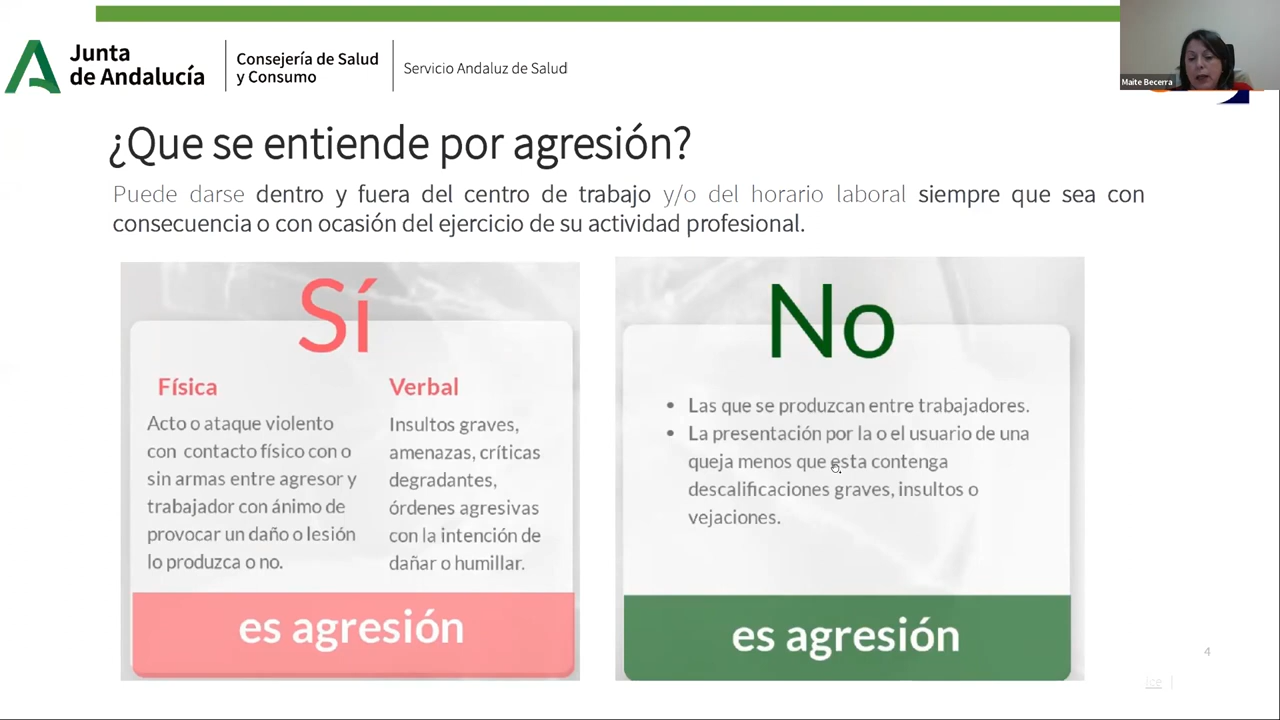 Junta
de Andalucía
Consejería de Salud
y Consumo
Servicio Andaluz de Salud
Maite Becerra
¿Que se entiende por agresión?
Puede darse dentro y fuera del centro de trabajo y/o del horario laboral siempre que sea con
consecuencia o con ocasión del ejercicio de su actividad profesional.
Sí
Física
Acto o ataque violento
con contacto físico con o
sin armas entre agresor y
trabajador con ánimo de
provocar un daño o lesión
lo produzca o no.
Verbal
Insultos graves,
amenazas, críticas
degradantes,
órdenes agresivas
con la intención de
dañar o humillar.
es agresión
No
• Las que se produzcan entre trabajadores.
• La presentación por la o el usuario de una
queja menos que esta contenga
descalificaciones graves, insultos o
vejaciones.
es agresión
4
ice |